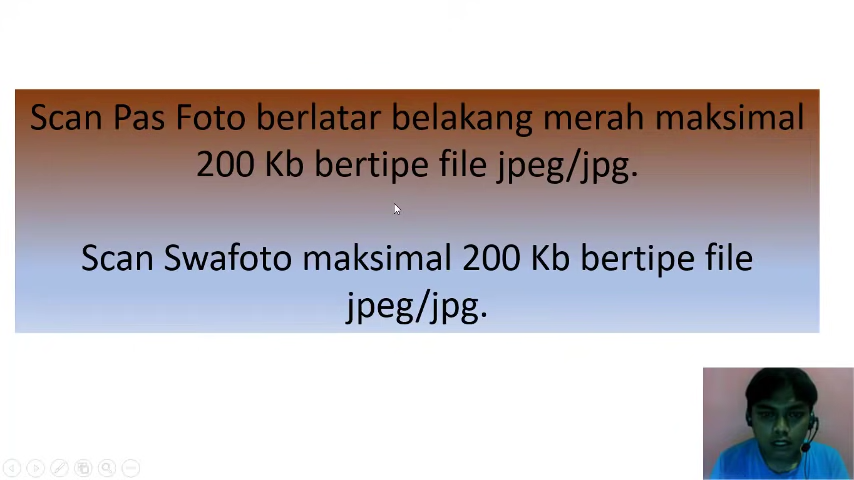 Scan Pas Foto berlatar belakang merah maksimal
200 Kb bertipe file jpeg/jpg.
Scan Swafoto maksimal 200 Kb bertipe file
jpeg/jpg.